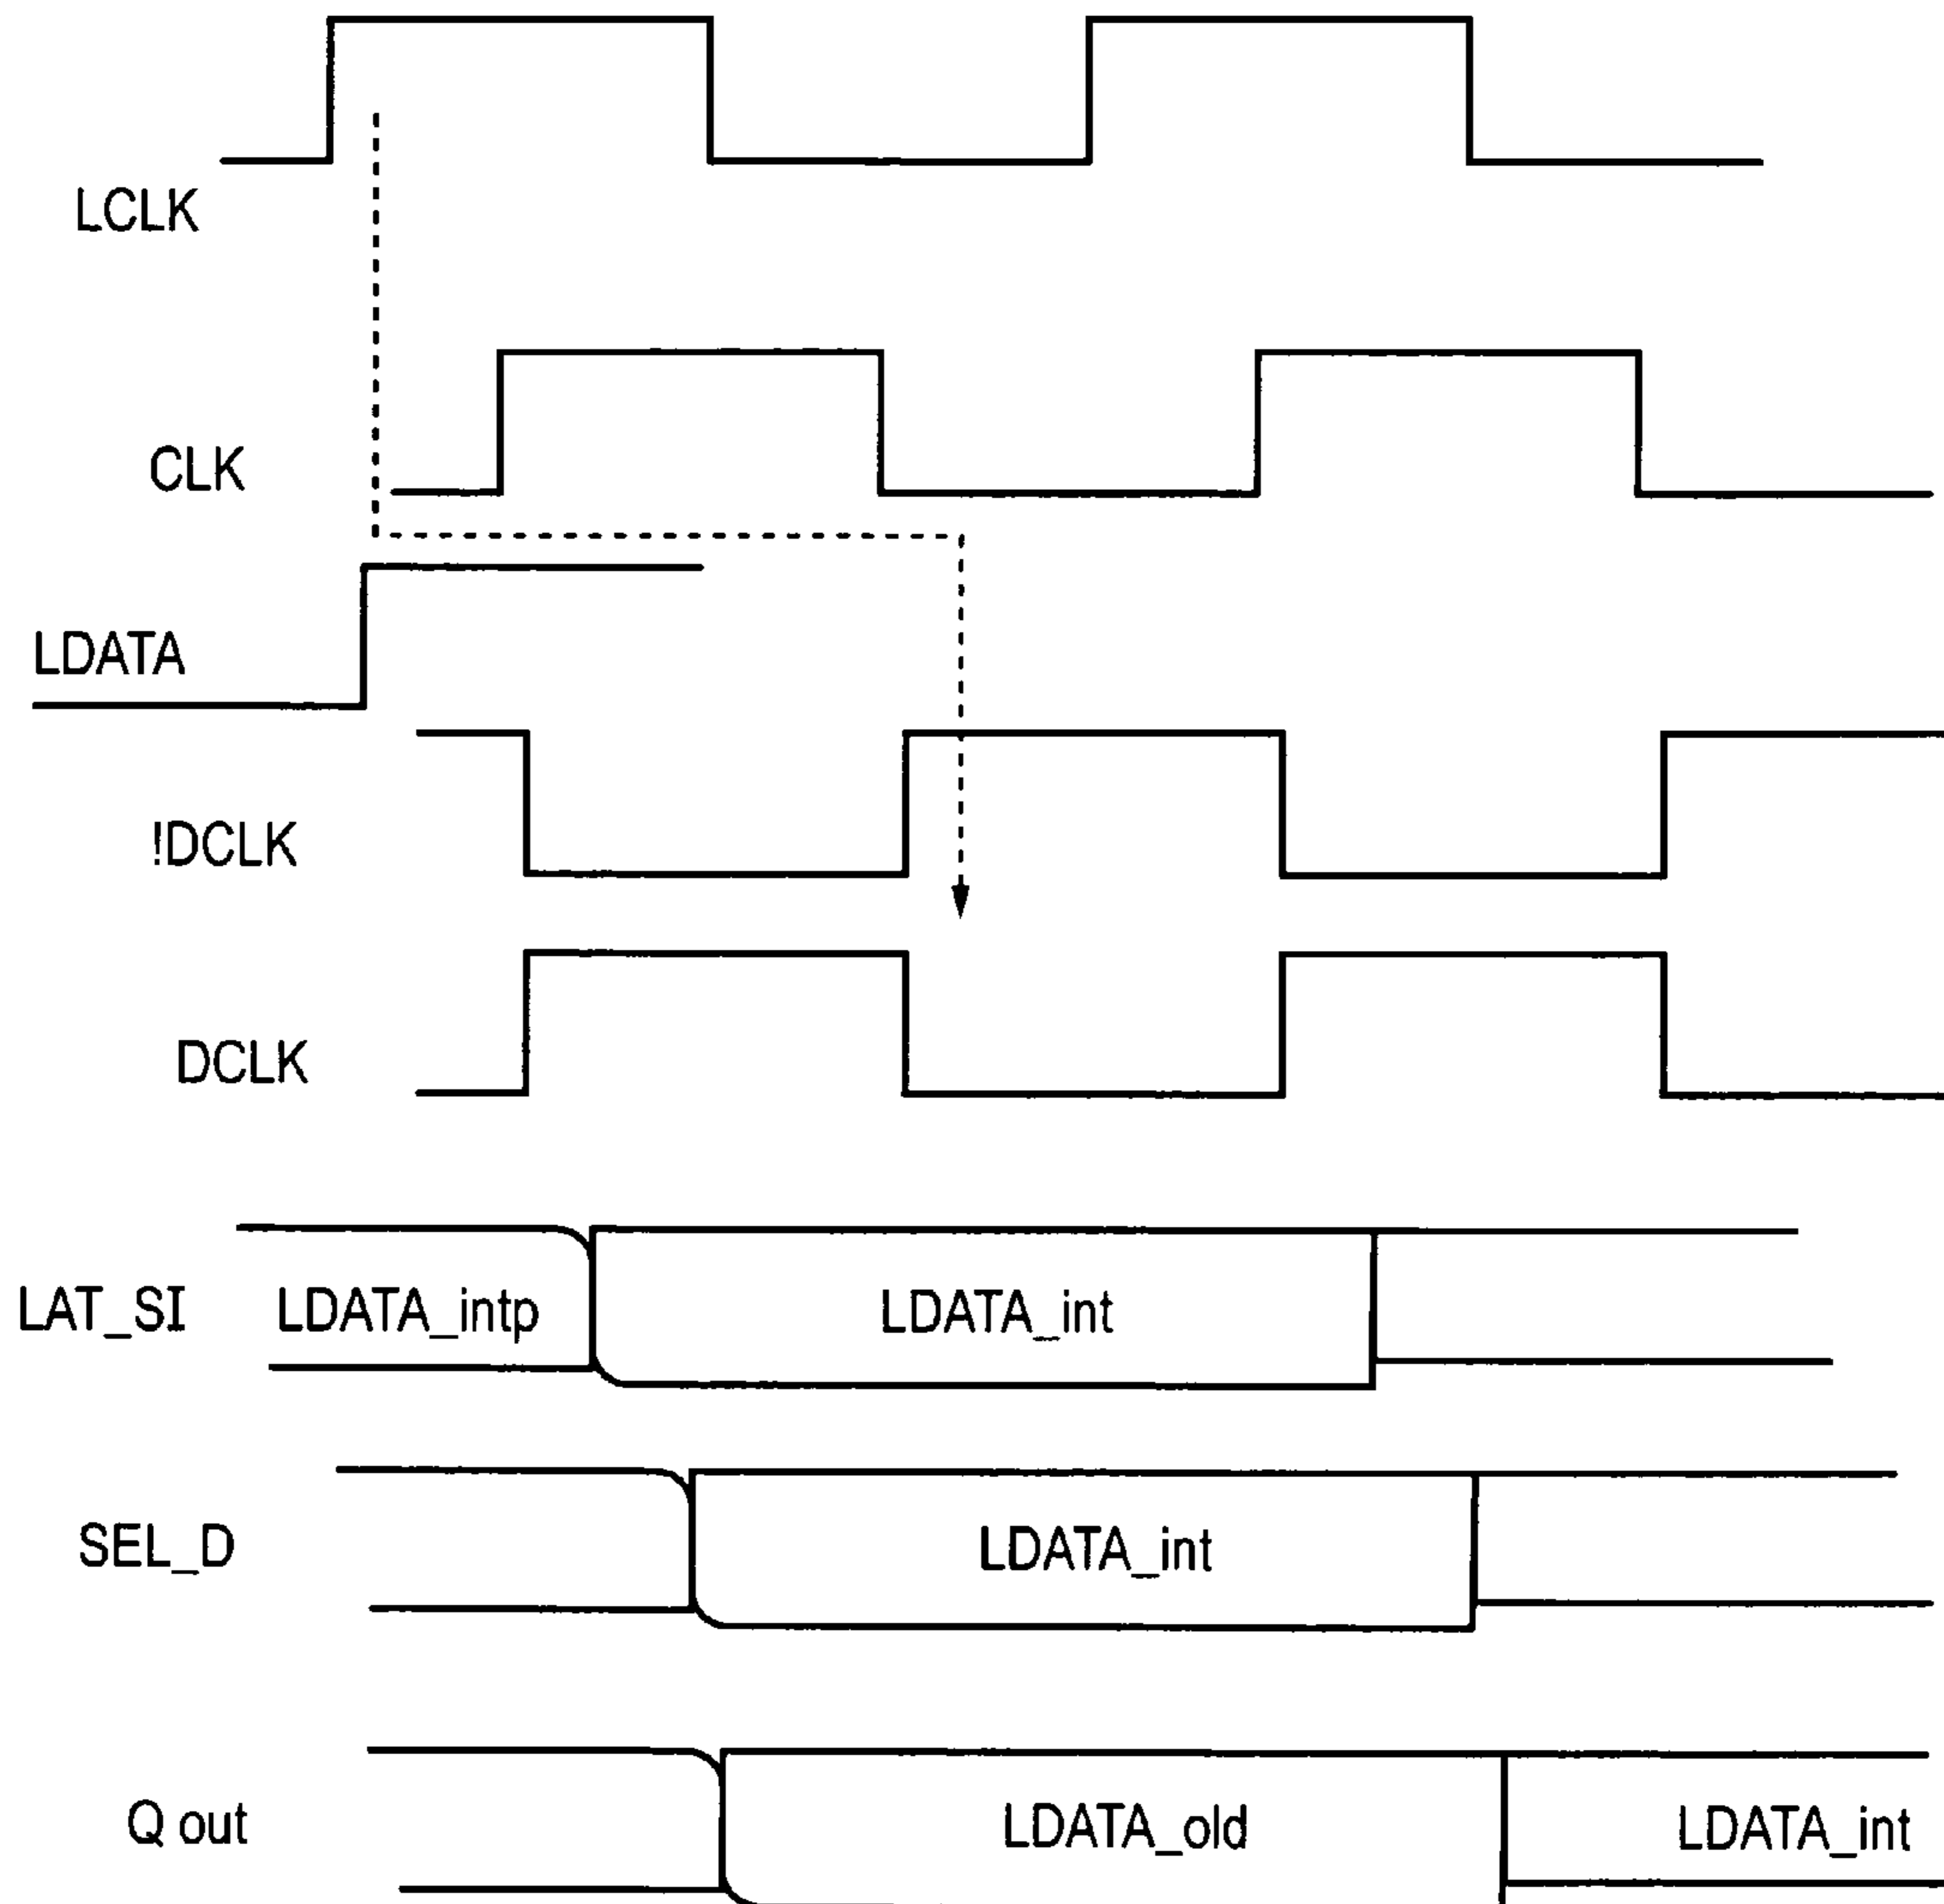 LCLK
CLK
LDATA
!DCLK
DCLK
LAT_SI LDATA_intp LDATA_int
SEL_D LDATA_int
Q out LDATA_old LDATA_int